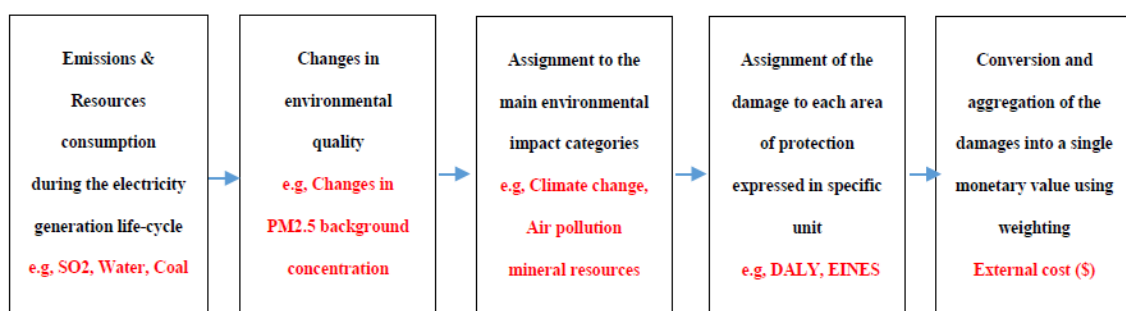 Emissions &
Resources
consumption
during the electricity
generation life-cycle
e.g, SO2, Water, Coal
Changes in
environmental
quality
e.g, Changes in
PM2.5 background
concentration
Assignment to the
main environmental
impact categories
e.g, Climate change,
Air pollution
mineral resources
Assignment of the
damage to each area
of protection
expressed in specific
unit
e.g, DALY, EINES
Conversion and
aggregation of the
damages into a single
monetary value using
weighting
External cost ($)